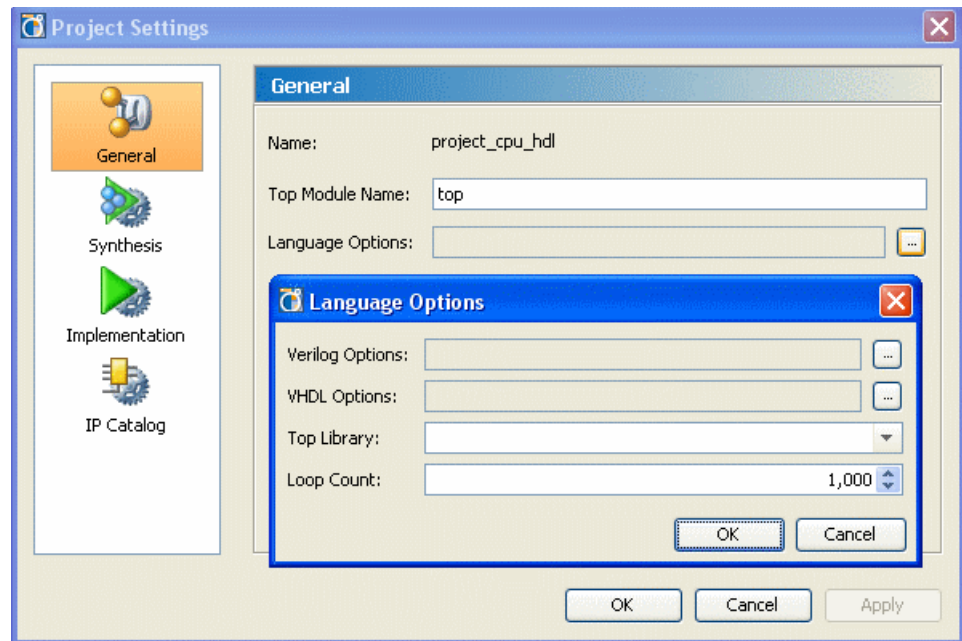 Project Settings
General
Synthesis
Implementation
IP Catalog
General
Name: project_cpu_hdl
Top Module Name: top
Language Options: ...
Language Options
Verilog Options: ...
VHDL Options: ...
Top Library:
Loop Count: 1,000
OK Cancel
OK Cancel Apply